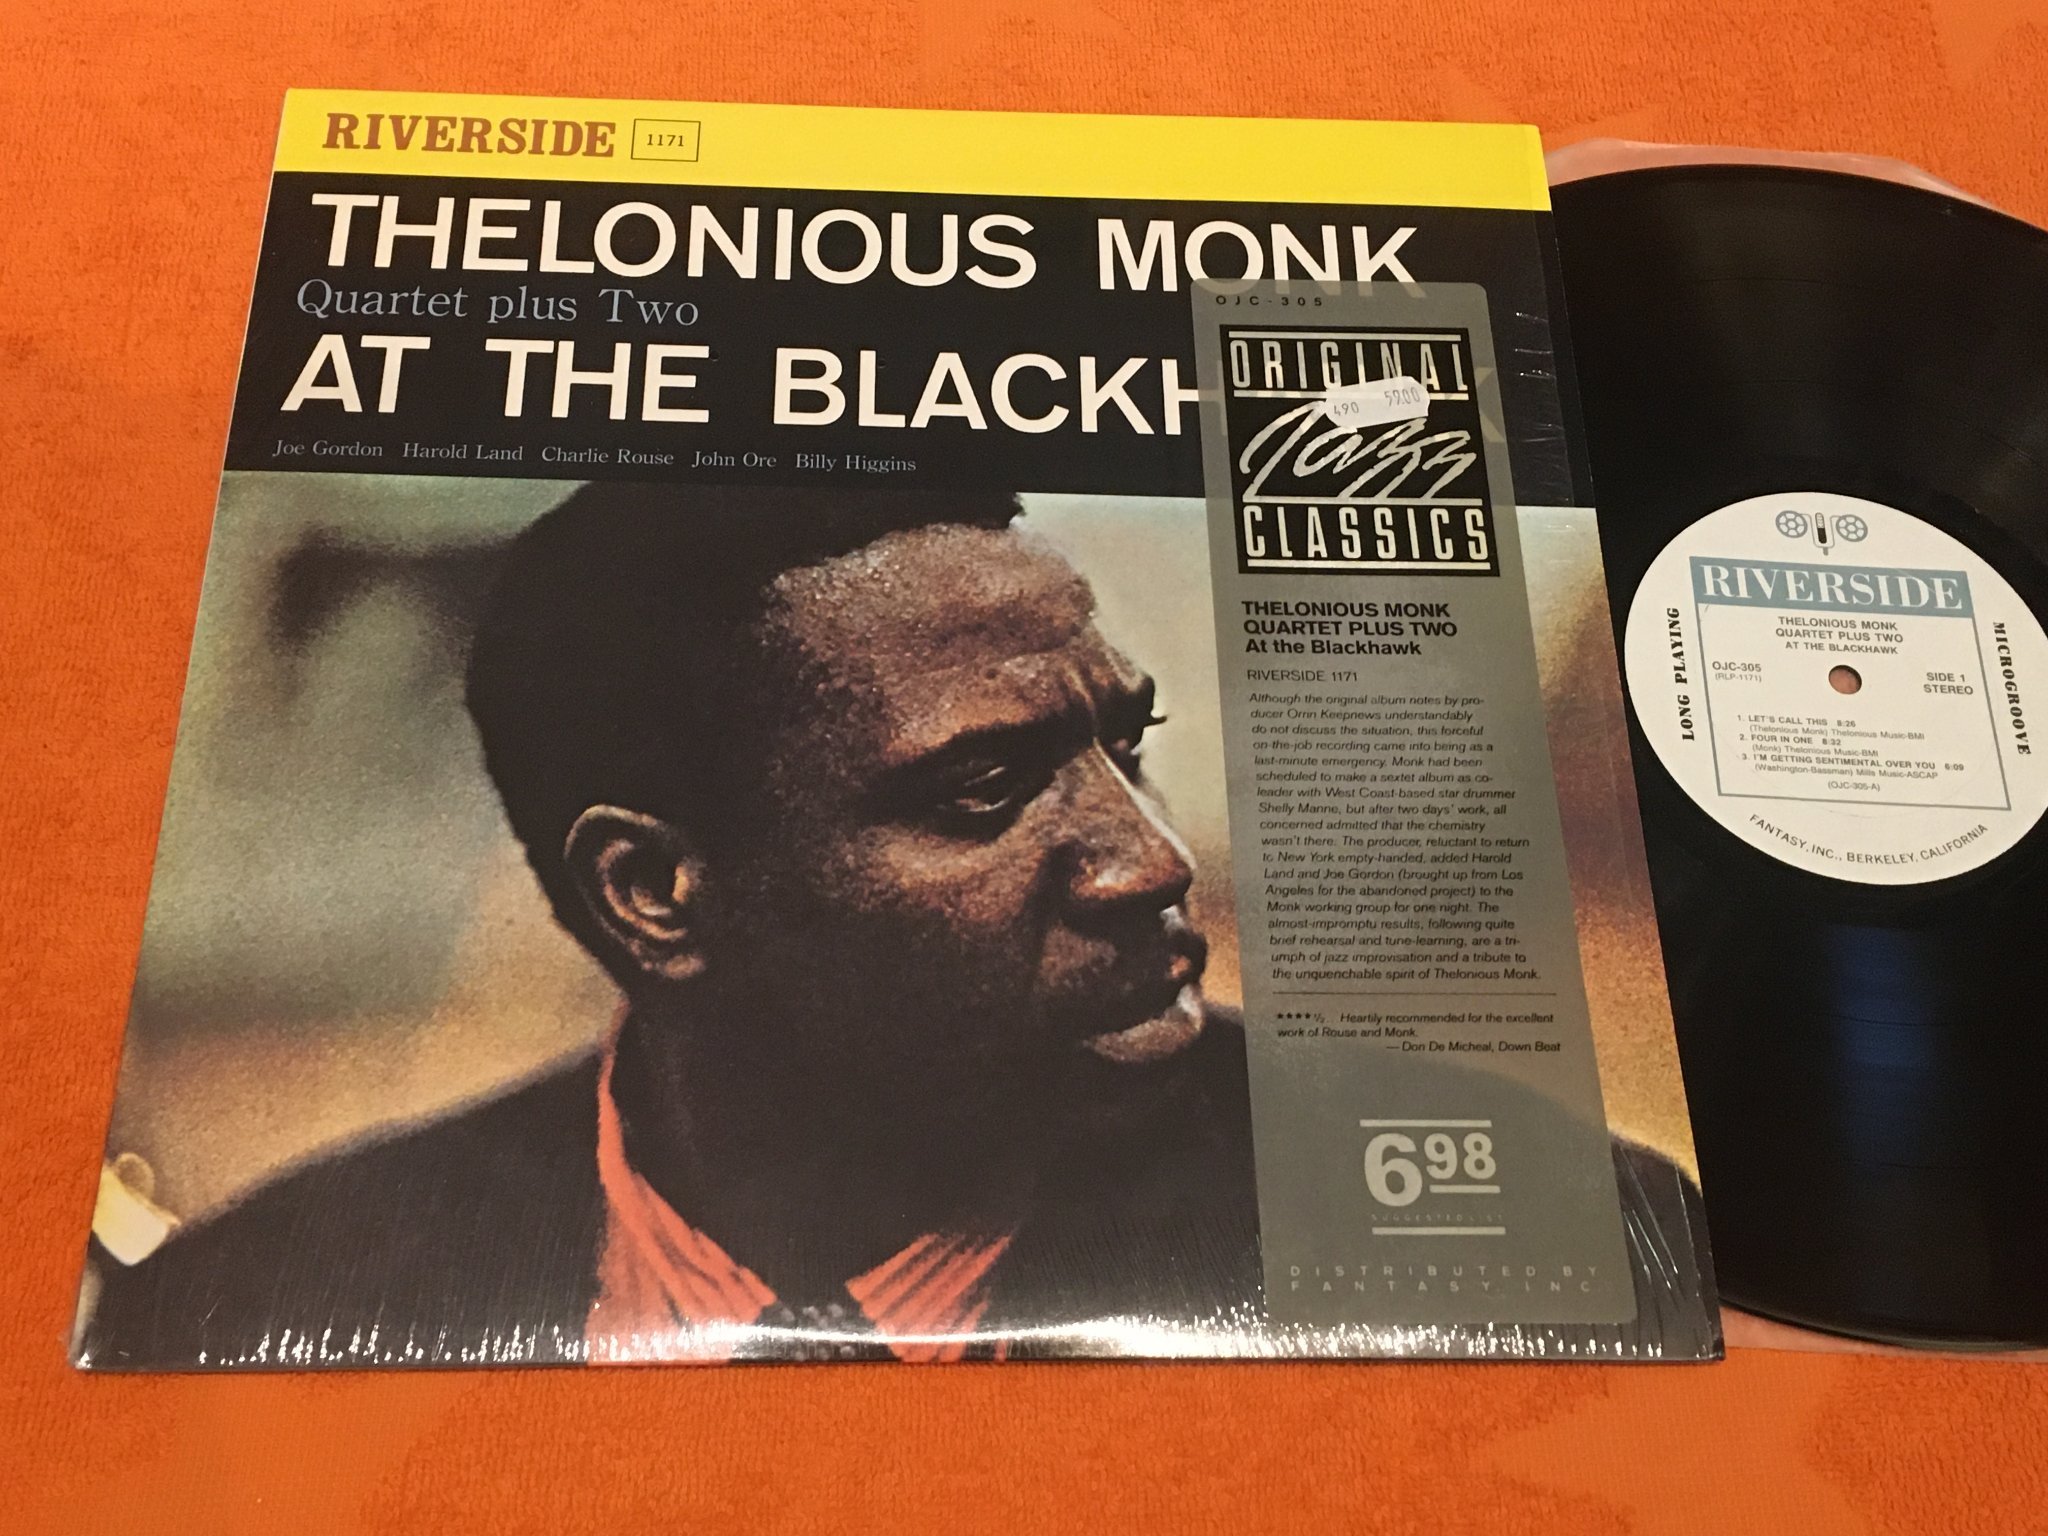 RIVERSIDE 1171
THELONIOUS MONK
Quartet plus Two
AT THE BLACKH K
Joe Gordon Harold Land Charlie Rouse John Ore Billy Higgins
OJC-305
ORIGINAL
Jazz
CLASSICS
490 59.00
THELONIOUS MONK
QUARTET PLUS TWO
At the Blackhawk
RIVERSIDE 1171
Although the original album notes by pro-
ducer Orrin Keepnews understandably
do not discuss the situation, this forceful
on-the-job recording came into being as a
last-minute emergency. Monk had been
scheduled to make a sextet album as co-
leader with West Coast-based star drummer
Shelly Manne, but after two days' work, all
concerned admitted that the chemistry
wasn't there. The producer, reluctant to return
to New York empty-handed, added Harold
Land and Joe Gordon (brought up from Los
Angeles for the abandoned project) to the
Monk working group for one night. The
almost-impromptu results, following quite
brief rehearsal and tune-learning, are a tri-
umph of jazz improvisation and a tribute to
the unquenchable spirit of Thelonious Monk.
****½... Heartily recommended for the excellent
work of Rouse and Monk.
— Don De Micheal, Down Beat
698
SUGGESTED LIST
DISTRIBUTED BY
FANTASY, INC
RIVERSIDE
THELONIOUS MONK
QUARTET PLUS TWO
AT THE BLACKHAWK
OJC-305
(RLP-1171)
SIDE 1
STEREO
LONG PLAYING
MICROGROOVE
1. LET'S CALL THIS 8:26
(Thelonious Monk) Thelonious Music-BMI
2. FOUR IN ONE 8:32
(Monk) Thelonious Music-BMI
3. I'M GETTING SENTIMENTAL OVER YOU 6:09
(Washington-Bassman) Mills Music-ASCAP
(OJC-305-A)
FANTASY, INC., BERKELEY, CALIFORNIA